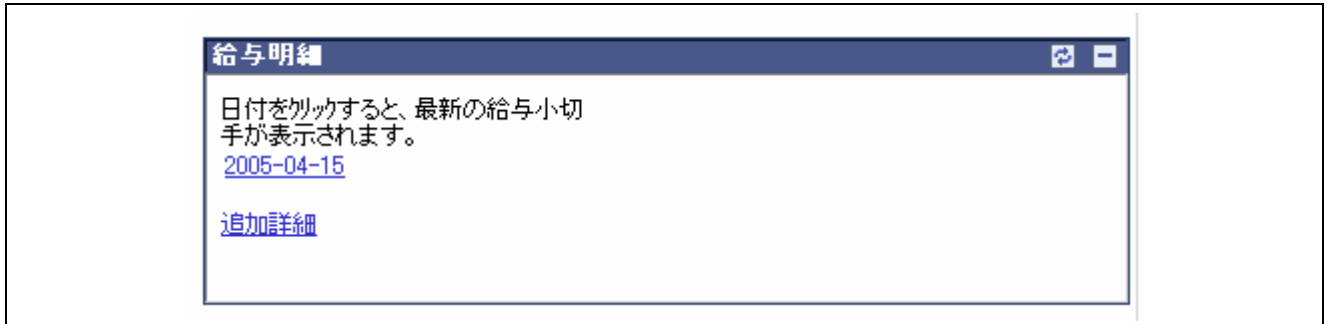 給与明細
日付をクリックすると、最新の給与小切
手が表示されます。
2005-04-15
追加詳細